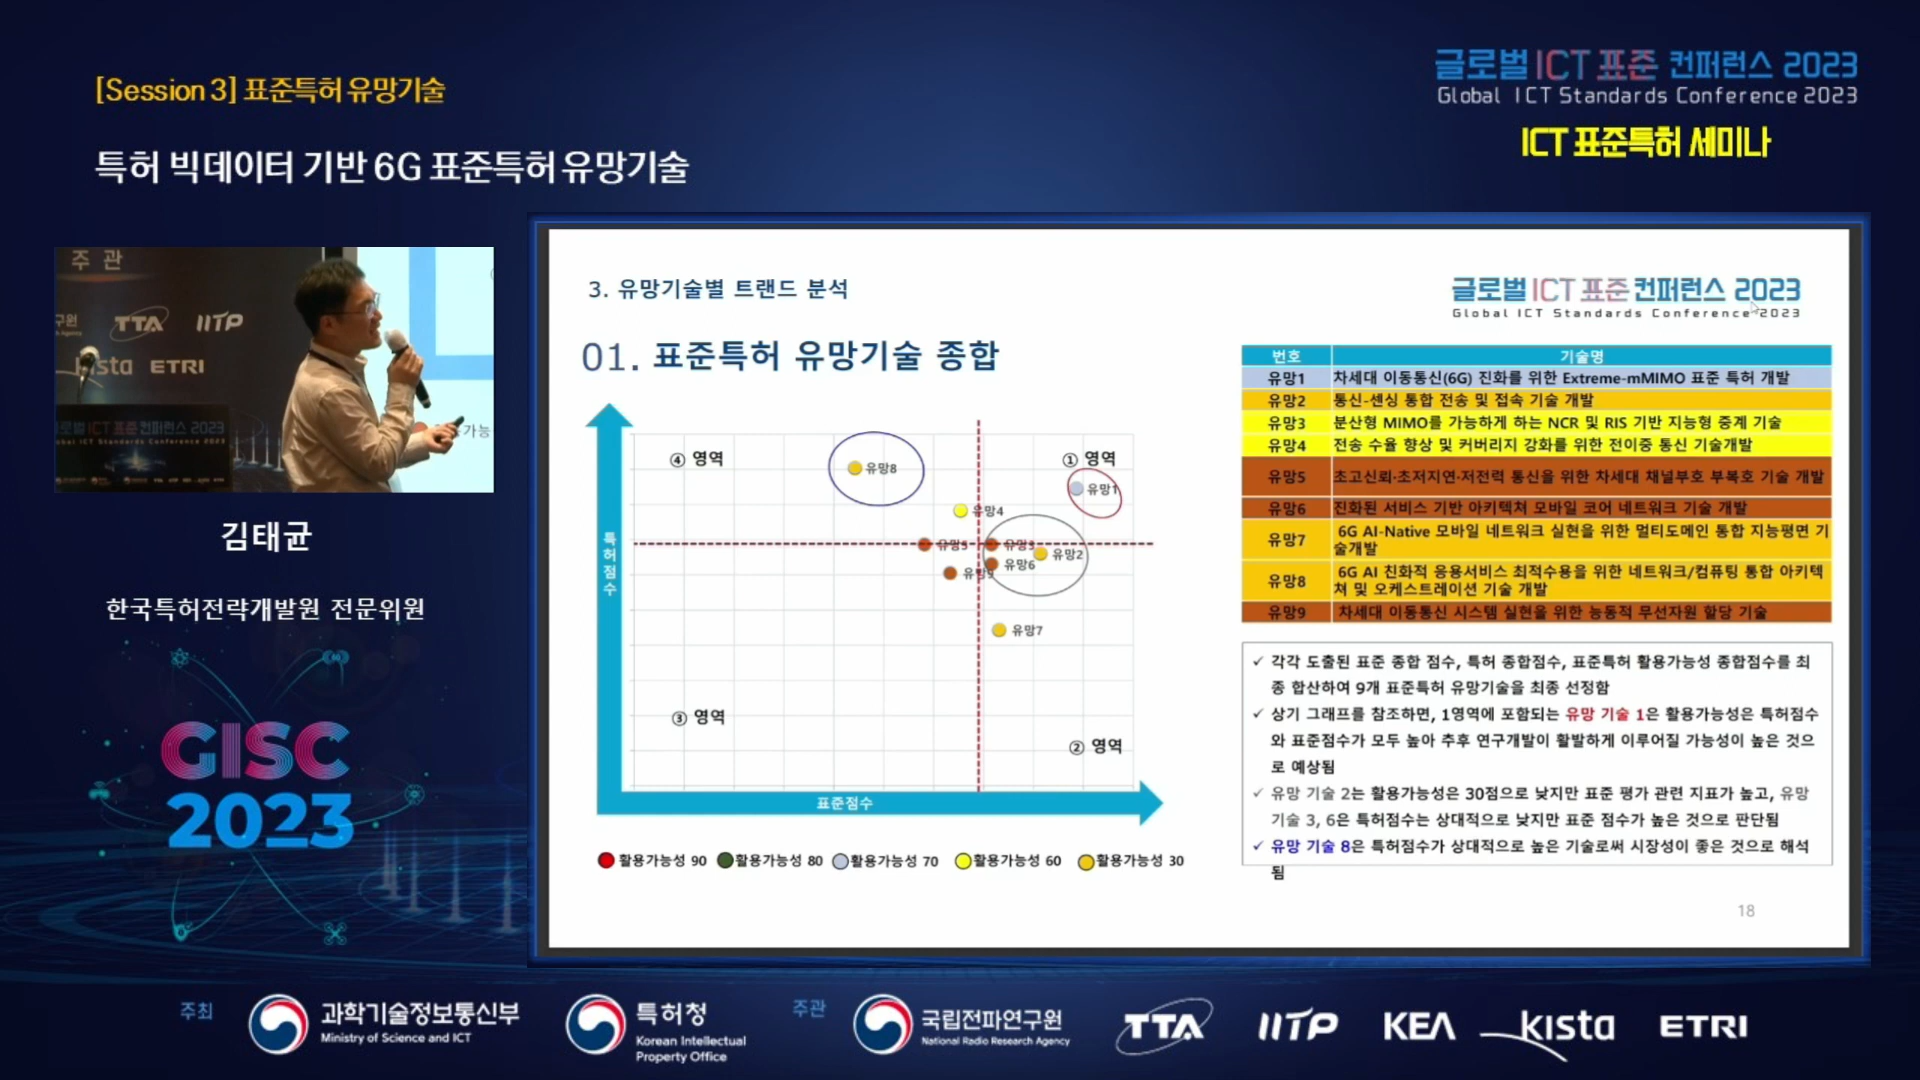 [Session 3] 표준특허 유망기술
특허 빅데이터 기반 6G 표준특허 유망기술
글로벌 ICT 표준 컨퍼런스 2023
Global ICT Standards Conference 2023
ICT 표준특허 세미나
주 관
TTA IITP
kista ETRI
김태균
한국특허전략개발원 전문위원
GISC
2023
3. 유망기술별 트랜드 분석
01. 표준특허 유망기술 종합
글로벌 ICT 표준 컨퍼런스 2023
Global ICT Standards Conference 2023
④ 영역
① 영역
유망8
유망1
유망4
유망5
유망3
유망2
유망6
유망9
유망7
③ 영역
② 영역
특허점수
표준점수
활용가능성 90 활용가능성 80 활용가능성 70 활용가능성 60 활용가능성 30
번호 기술명
유망1 차세대 이동통신(6G) 진화를 위한 Extreme-mMIMO 표준 특허 개발
유망2 통신-센싱 통합 전송 및 접속 기술 개발
유망3 분산형 MIMO를 가능하게 하는 NCR 및 RIS 기반 지능형 중계 기술
유망4 전송 수율 향상 및 커버리지 강화를 위한 전이중 통신 기술개발
유망5 초고신뢰·초저지연·저전력 통신을 위한 차세대 채널부호 부복호 기술 개발
유망6 진화된 서비스 기반 아키텍쳐 모바일 코어 네트워크 기술 개발
유망7 6G AI-Native 모바일 네트워크 실현을 위한 멀티도메인 통합 지능평면 기
술개발
유망8 6G AI 친화적 응용서비스 최적수용을 위한 네트워크/컴퓨팅 통합 아키텍
쳐 및 오케스트레이션 기술 개발
유망9 차세대 이동통신 시스템 실현을 위한 능동적 무선자원 할당 기술
✓ 각각 도출된 표준 종합 점수, 특허 종합점수, 표준특허 활용가능성 종합점수를 최
종 합산하여 9개 표준특허 유망기술을 최종 선정함
✓ 상기 그래프를 참조하면, 1영역에 포함되는 유망 기술 1은 활용가능성은 특허점수
와 표준점수가 모두 높아 추후 연구개발이 활발하게 이루어질 가능성이 높은 것으
로 예상됨
✓ 유망 기술 2는 활용가능성은 30점으로 낮지만 표준 평가 관련 지표가 높고, 유망
기술 3, 6은 특허점수는 상대적으로 낮지만 표준 점수가 높은 것으로 판단됨
✓ 유망 기술 8은 특허점수가 상대적으로 높은 기술로써 시장성이 좋은 것으로 해석
됨
18
주최 과학기술정보통신부
Ministry of Science and ICT
특허청
Korean Intellectual
Property Office
주관 국립전파연구원
National Radio Research Agency
TTA IITP KEA kista ETRI